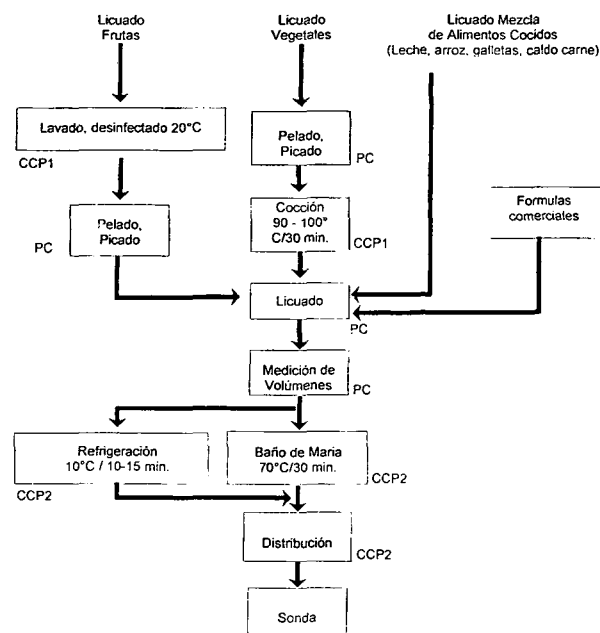 Licuado
Frutas
Licuado
Vegetales
Licuado Mezcla
de Alimentos Cocidos
(Leche, arroz, galletas, caldo carne)
Lavado, desinfectado 20°C
CCP1
Pelado,
Picado
PC
Pelado,
Picado
PC
Cocción
90 - 100°
C/30 min.
CCP1
Formulas
comerciales
Licuado
PC
Medición de
Volúmenes
PC
Refrigeración
10°C / 10-15 min.
CCP2
Baño de Maria
70°C/30 min.
CCP2
Distribución
CCP2
Sonda